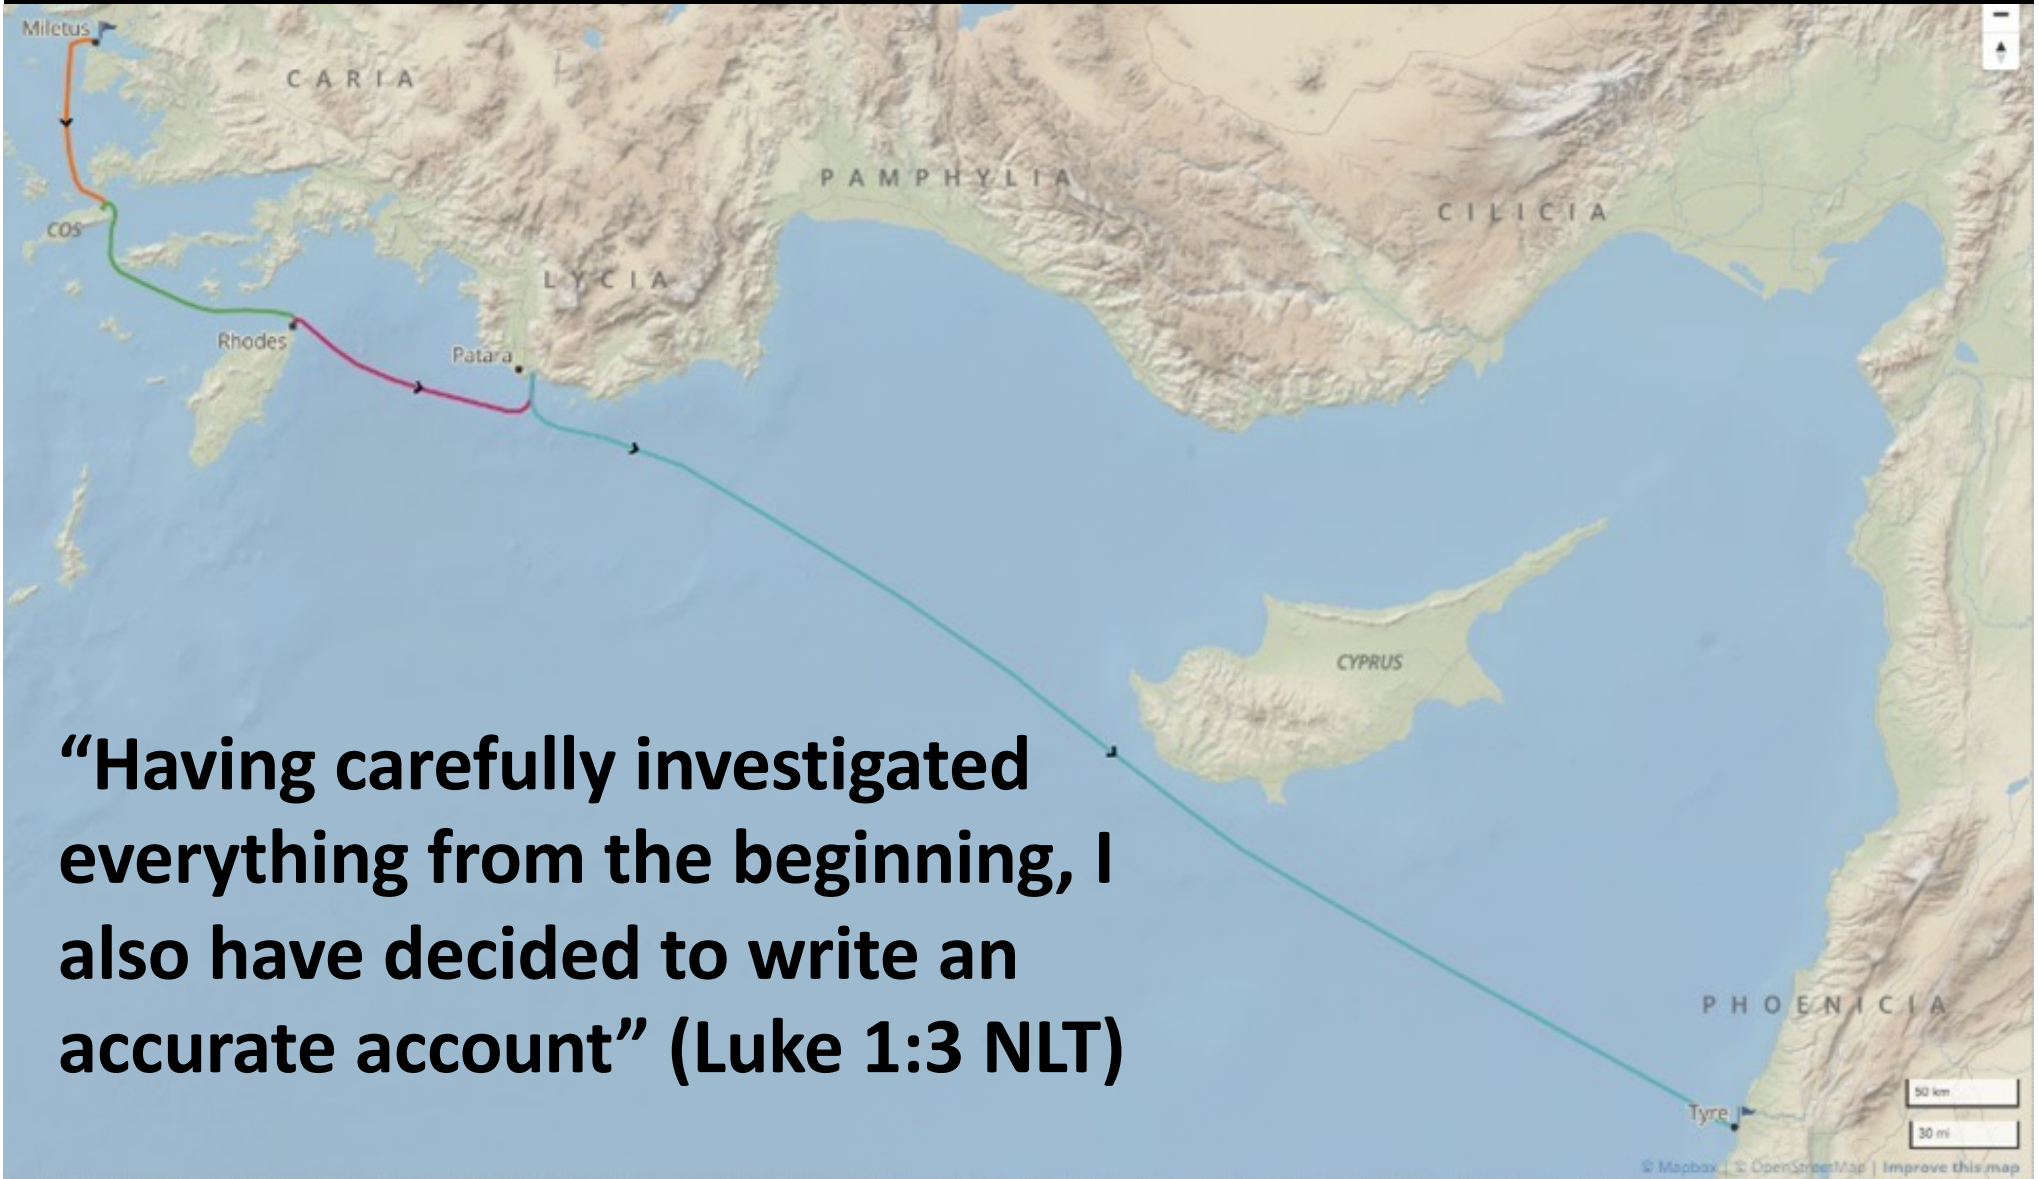 Miletus
CARIA
PAMPHYLIA
CILICIA
COS
LYCIA
Rhodes
Patara
CYPRUS
“Having carefully investigated
everything from the beginning, I
also have decided to write an
accurate account” (Luke 1:3 NLT)
PHOENICIA
50 km
Tyre
30 mi
© Mapbox | © OpenStreetMap | Improve this map